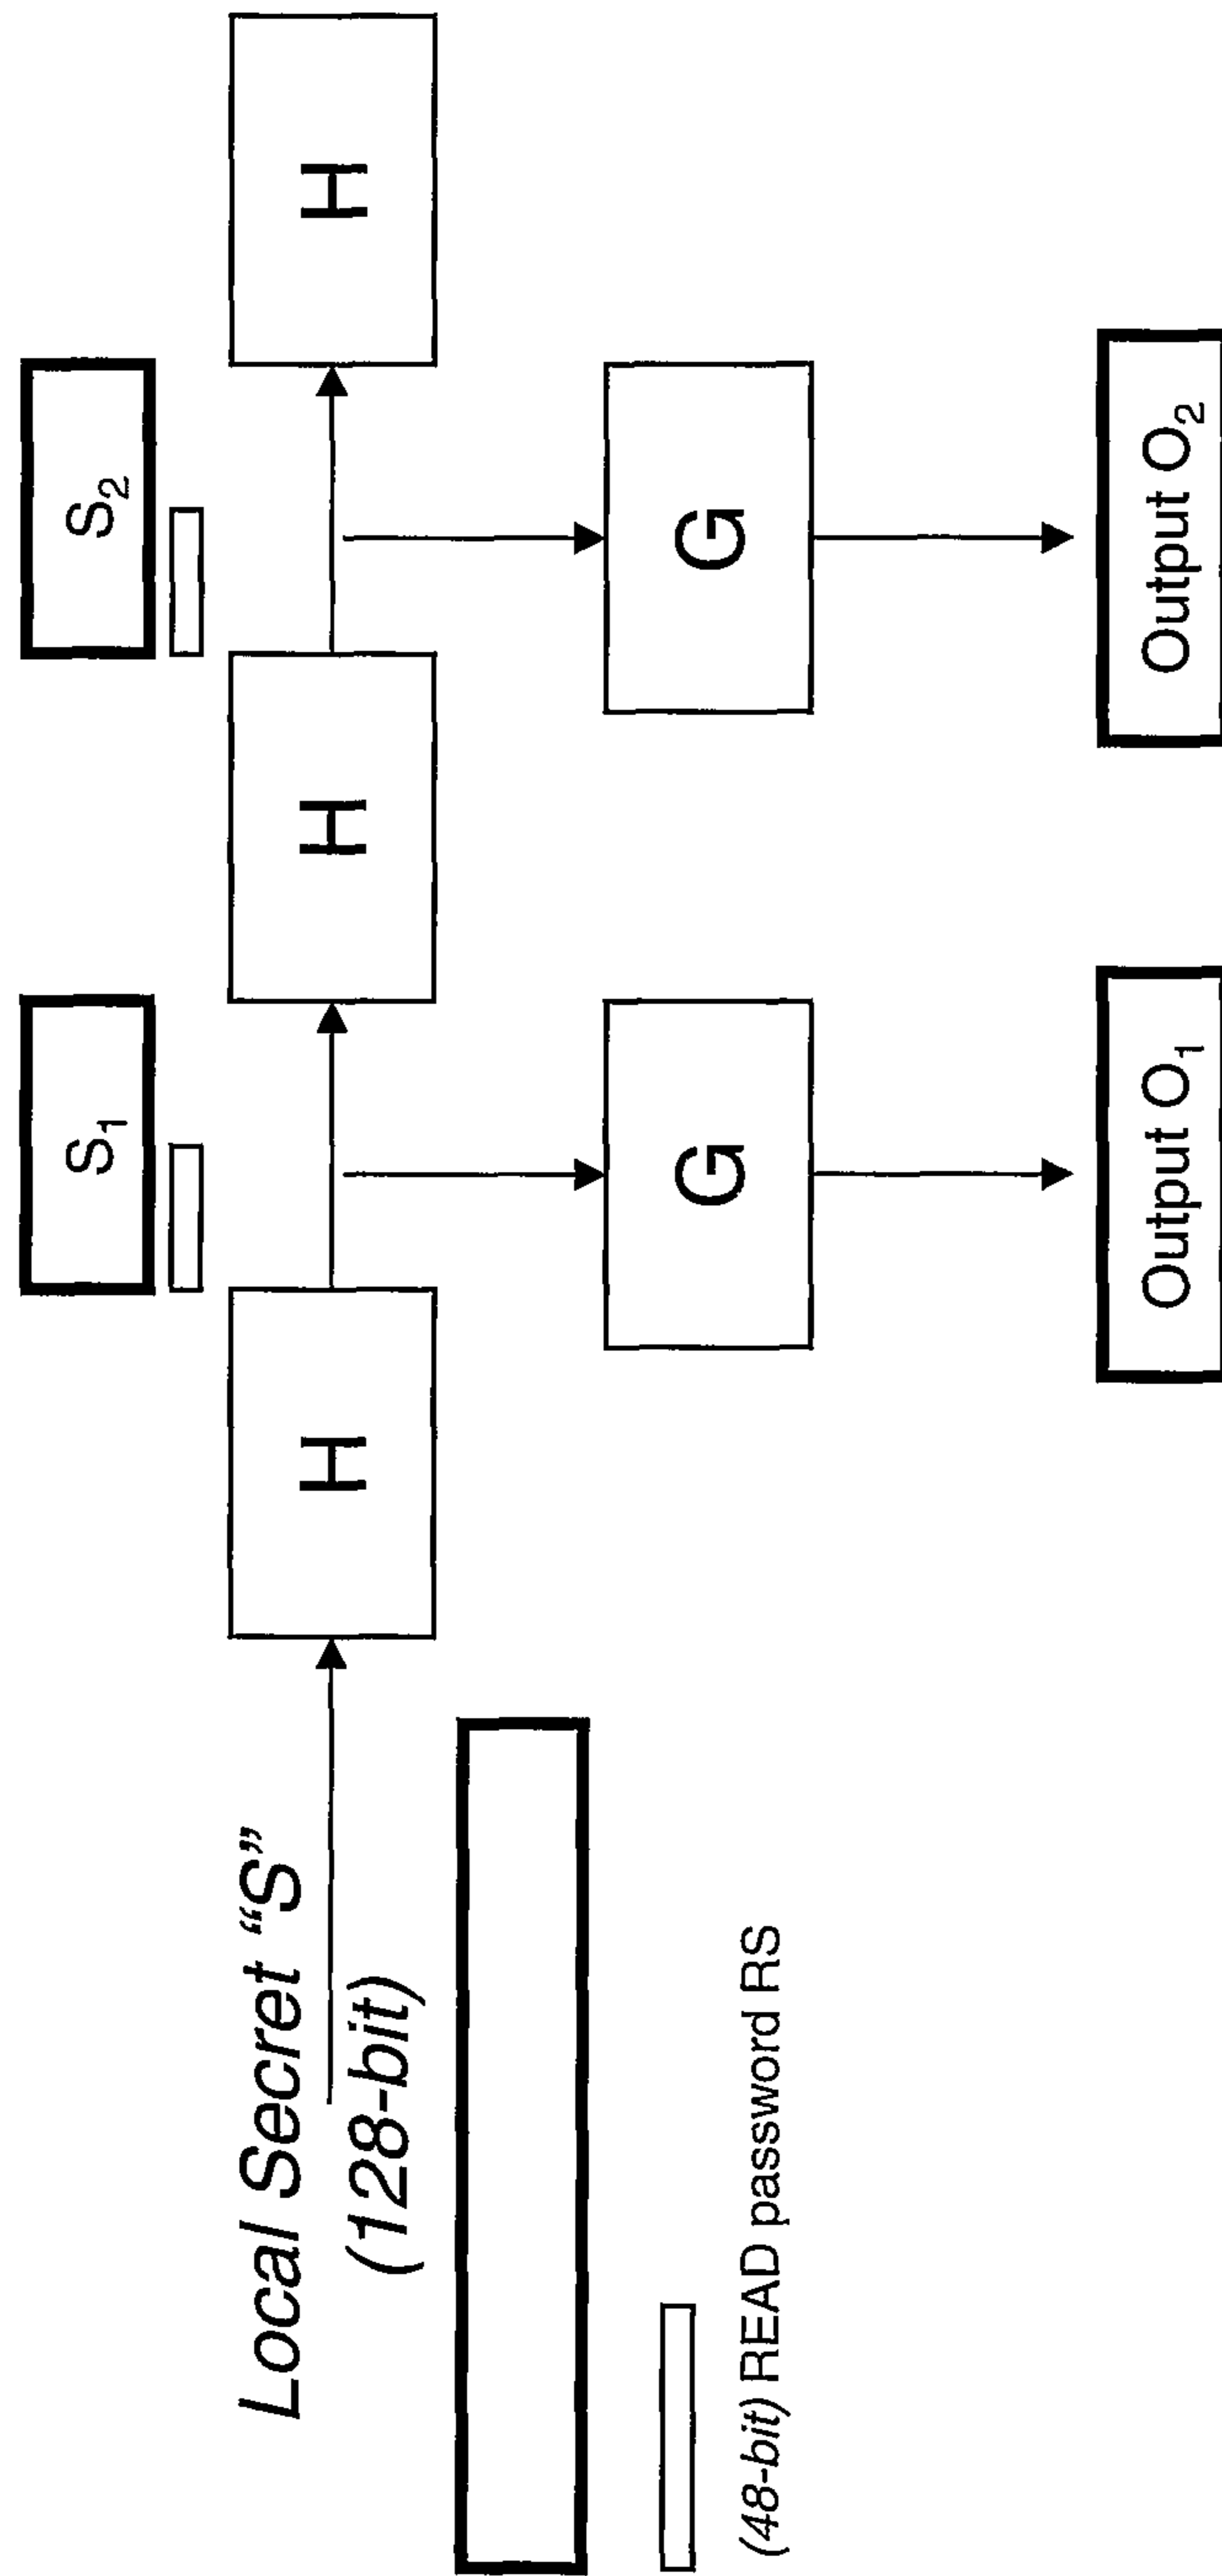 S₁
S₂
Local Secret “S”
(128-bit)
H
H
H
(48-bit) READ password RS
G
G
Output O₁
Output O₂